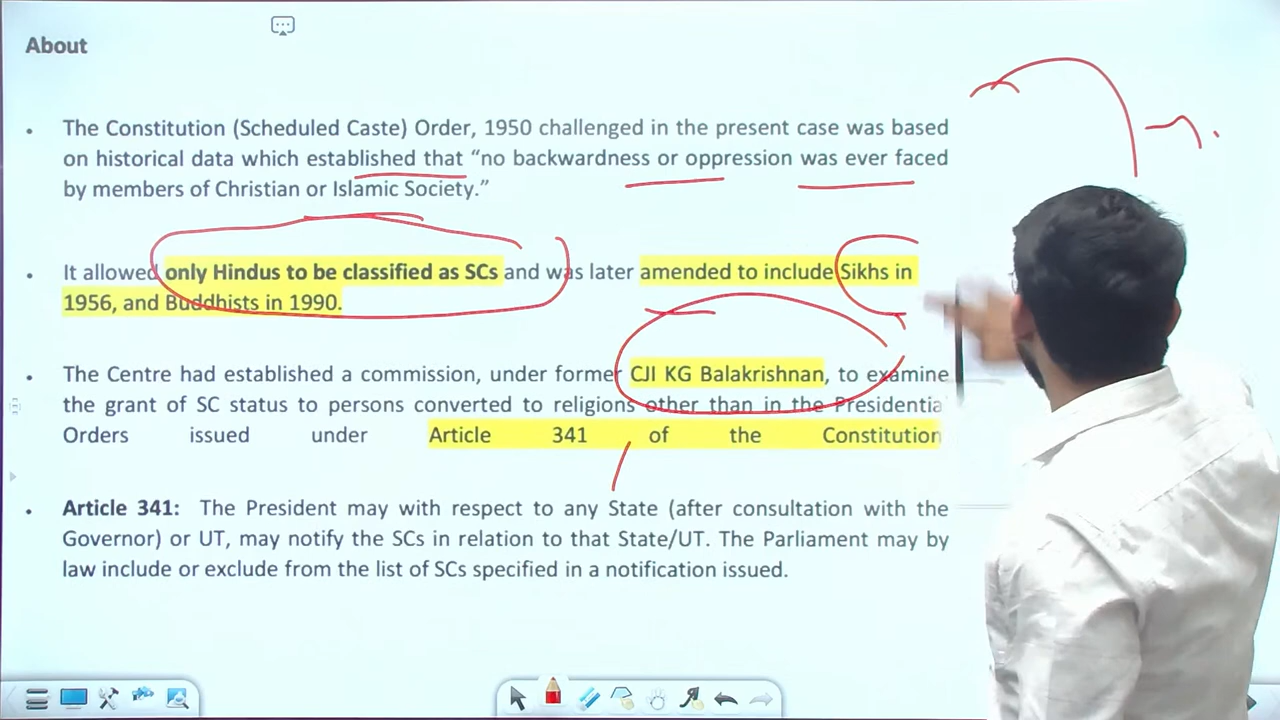 About
• The Constitution (Scheduled Caste) Order, 1950 challenged in the present case was based
on historical data which established that “no backwardness or oppression was ever faced
by members of Christian or Islamic Society.”
• It allowed only Hindus to be classified as SCs and was later amended to include Sikhs in
1956, and Buddhists in 1990.
• The Centre had established a commission, under former CJI KG Balakrishnan, to examine
the grant of SC status to persons converted to religions other than in the Presidentia
Orders issued under Article 341 of the Constitution
• Article 341: The President may with respect to any State (after consultation with the
Governor) or UT, may notify the SCs in relation to that State/UT. The Parliament may by
law include or exclude from the list of SCs specified in a notification issued.